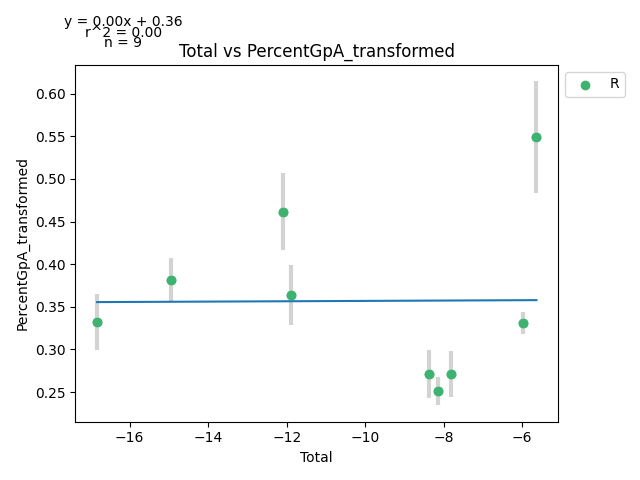 y = 0.00x + 0.36
r^2 = 0.00
n = 9
Total vs PercentGpA_transformed
R
0.60
0.55
0.50
0.45
0.40
0.35
0.30
0.25
PercentGpA_transformed
−16
−14
−12
−10
−8
−6
Total